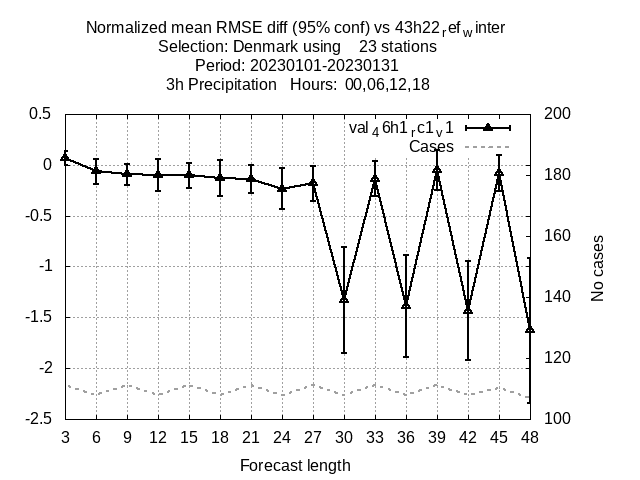 Normalized mean RMSE diff (95% conf) vs 43h22refwinter
Selection: Denmark using    23 stations
Period: 20230101-20230131
3h Precipitation   Hours:  00,06,12,18
val46h1rc1v1
Cases
0.5
0
-0.5
-1
-1.5
-2
-2.5
200
180
160
140
120
100
No cases
3 6 9 12 15 18 21 24 27 30 33 36 39 42 45 48
Forecast length